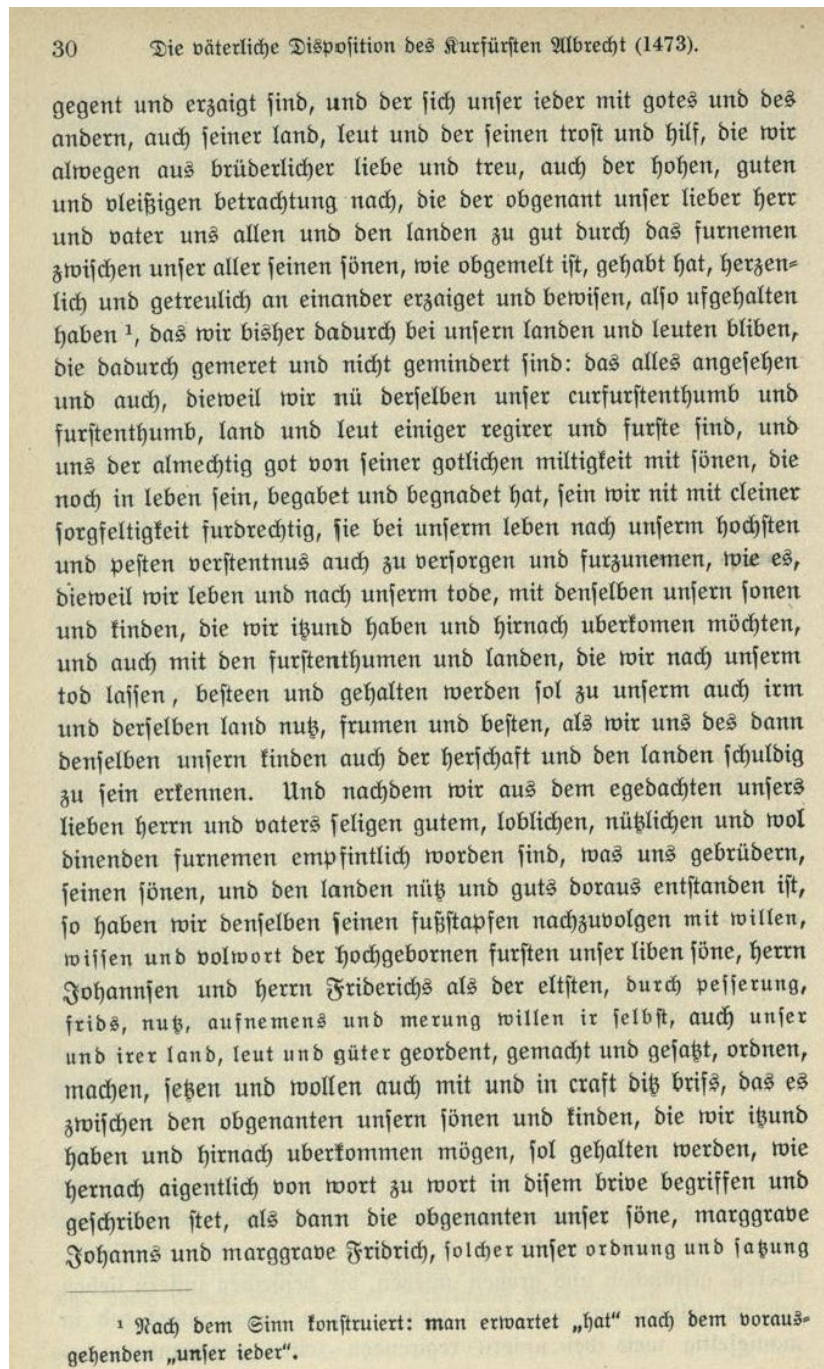 30 Die väterliche Disposition des Kurfürsten Albrecht (1473).
gegent und erzaigt sind, und der sich unser ieder mit gotes und des
andern, auch seiner land, leut und der seinen trost und hilf, die wir
alwegen aus brüderlicher liebe und treu, auch der hohen, guten
und vleißigen betrachtung nach, die der obgenant unser lieber herr
und vater uns allen und den landen zu gut durch das furnemen
zwischen unser aller seinen sönen, wie obgemelt ist, gehabt hat, herzen-
lich und getreulich an einander erzaiget und bewisen, also ufgehalten
haben ¹, das wir bisher dadurch bei unsern landen und leuten bliben,
die dadurch gemeret und nicht gemindert sind: das alles angesehen
und auch, dieweil wir nü derselben unser curfurstenthumb und
furstenthumb, land und leut einiger regirer und furste sind, und
uns der almechtig got von seiner gotlichen miltigkeit mit sönen, die
noch in leben sein, begabet und begnadet hat, sein wir nit mit cleiner
sorgfeltigkeit furdrechtig, sie bei unserm leben nach unserm hochsten
und pesten verstentnus auch zu versorgen und furzunemen, wie es,
dieweil wir leben und nach unserm tode, mit denselben unsern sonen
und kinden, die wir itzund haben und hirnach uberkomen möchten,
und auch mit den furstenthumen und landen, die wir nach unserm
tod lassen, besteen und gehalten werden sol zu unserm auch irm
und derselben land nutz, frumen und besten, als wir uns des dann
denselben unsern kinden auch der herschaft und den landen schuldig
zu sein erkennen. Und nachdem wir aus dem egedachten unsers
lieben herrn und vaters seligen gutem, loblichen, nützlichen und wol
dinenden furnemen empfintlich worden sind, was uns gebrüdern,
seinen sönen, und den landen nütz und guts doraus entstanden ist,
so haben wir denselben seinen fußstapfen nachzuvolgen mit willen,
wissen und volwort der hochgebornen fursten unser liben söne, herrn
Johannsen und herrn Friderichs als der eltsten, durch pesserung,
frids, nutz, aufnemens und merung willen ir selbst, auch unser
und irer land, leut und güter geordent, gemacht und gesatzt, ordnen,
machen, setzen und wollen auch mit und in craft ditz brifs, das es
zwischen den obgenanten unsern sönen und kinden, die wir itzund
haben und hirnach uberkommen mögen, sol gehalten werden, wie
hernach aigentlich von wort zu wort in disem brive begriffen und
geschriben stet, als dann die obgenanten unser söne, marggrave
Johanns und marggrave Fridrich, solcher unser ordnung und satzung
¹ Nach dem Sinn konstruiert: man erwartet „hat“ nach dem voraus-
gehenden „unser ieder“.